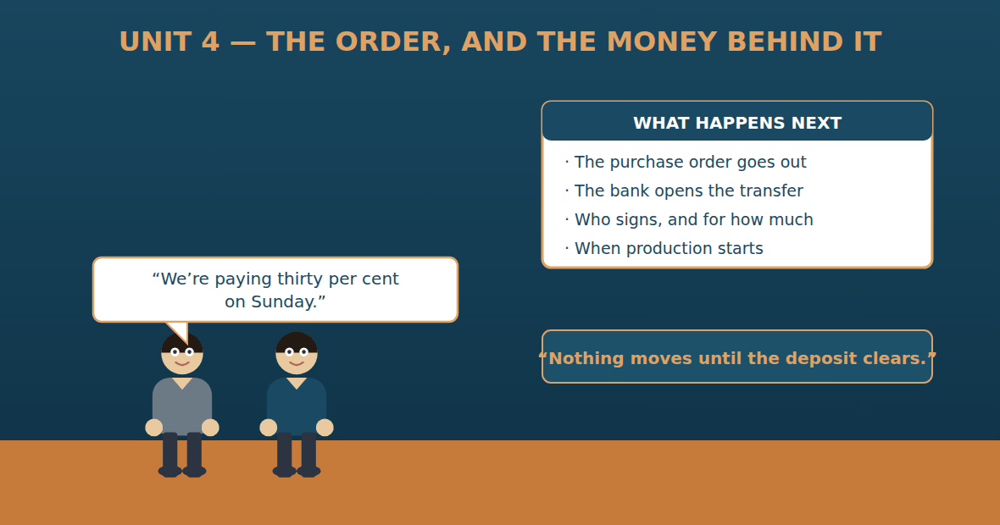 UNIT 4 — THE ORDER, AND THE MONEY BEHIND IT
WHAT HAPPENS NEXT
· The purchase order goes out
· The bank opens the transfer
· Who signs, and for how much
· When production starts
“We’re paying thirty per cent
on Sunday.”
“Nothing moves until the deposit clears.”